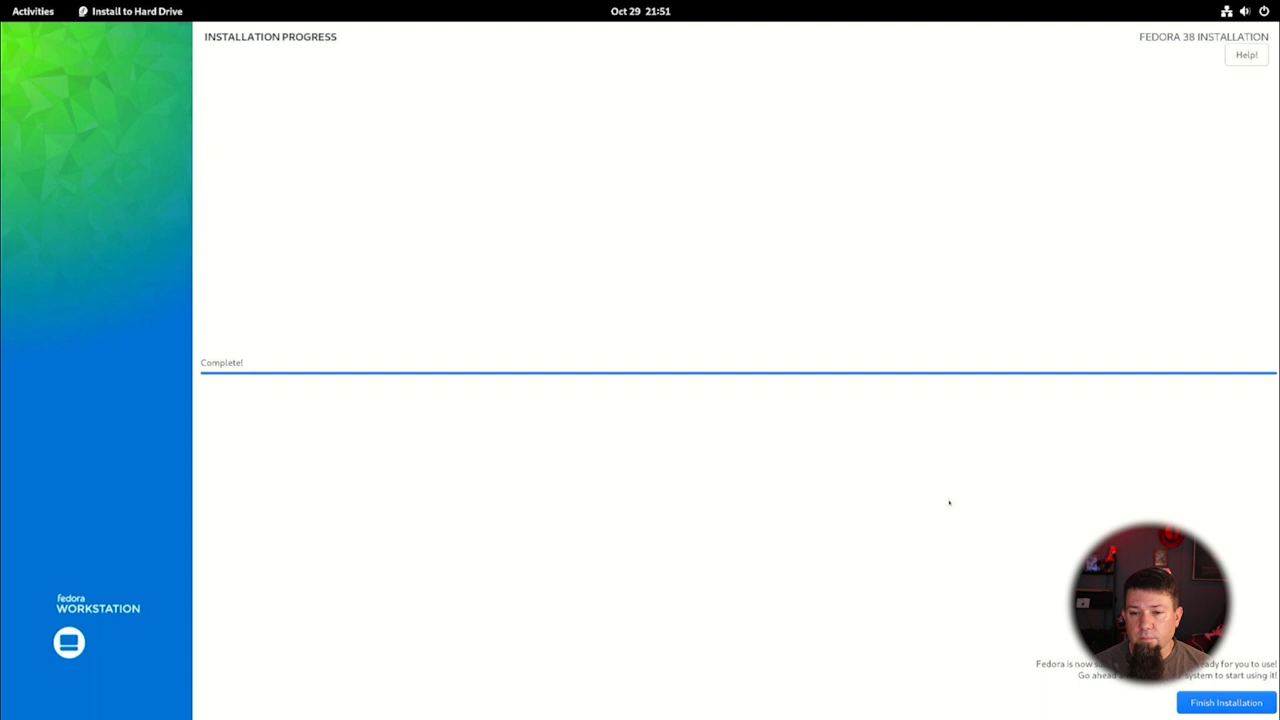 Activities
Install to Hard Drive
Oct 29 21:51
INSTALLATION PROGRESS
FEDORA 38 INSTALLATION
Help!
Complete!
fedora
WORKSTATION
Fedora is now ready for you to use!
Go ahead system to start using it!
Finish Installation